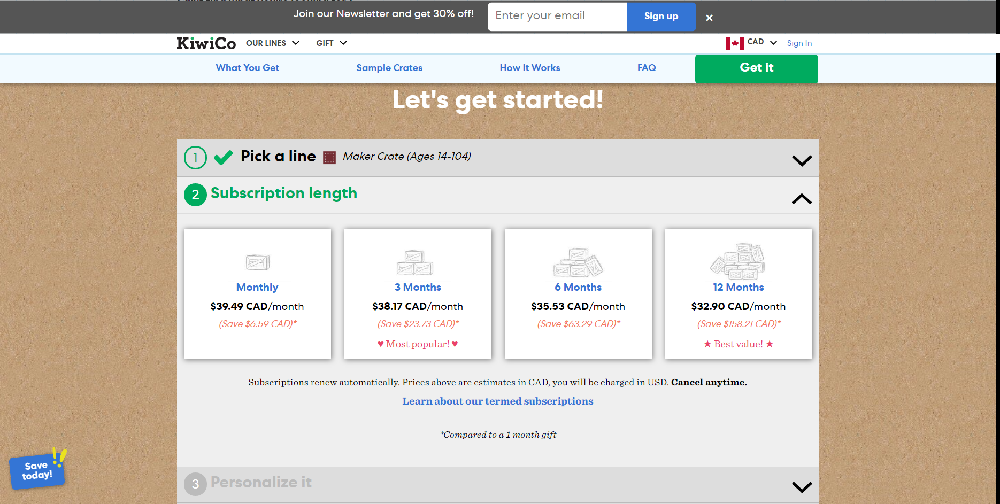 Join our Newsletter and get 30% off!
Enter your email
Sign up
×
KiwiCo
OUR LINES
GIFT
CAD
Sign In
What You Get
Sample Crates
How It Works
FAQ
Get it
Let's get started!
1
Pick a line
Maker Crate (Ages 14-104)
2
Subscription length
Monthly
$39.49 CAD/month
(Save $6.59 CAD)*
3 Months
$38.17 CAD/month
(Save $23.73 CAD)*
♥ Most popular! ♥
6 Months
$35.53 CAD/month
(Save $63.29 CAD)*
12 Months
$32.90 CAD/month
(Save $158.21 CAD)*
★ Best value! ★
Subscriptions renew automatically. Prices above are estimates in CAD, you will be charged in USD. Cancel anytime.
Learn about our termed subscriptions
*Compared to a 1 month gift
Save
today!
3
Personalize it